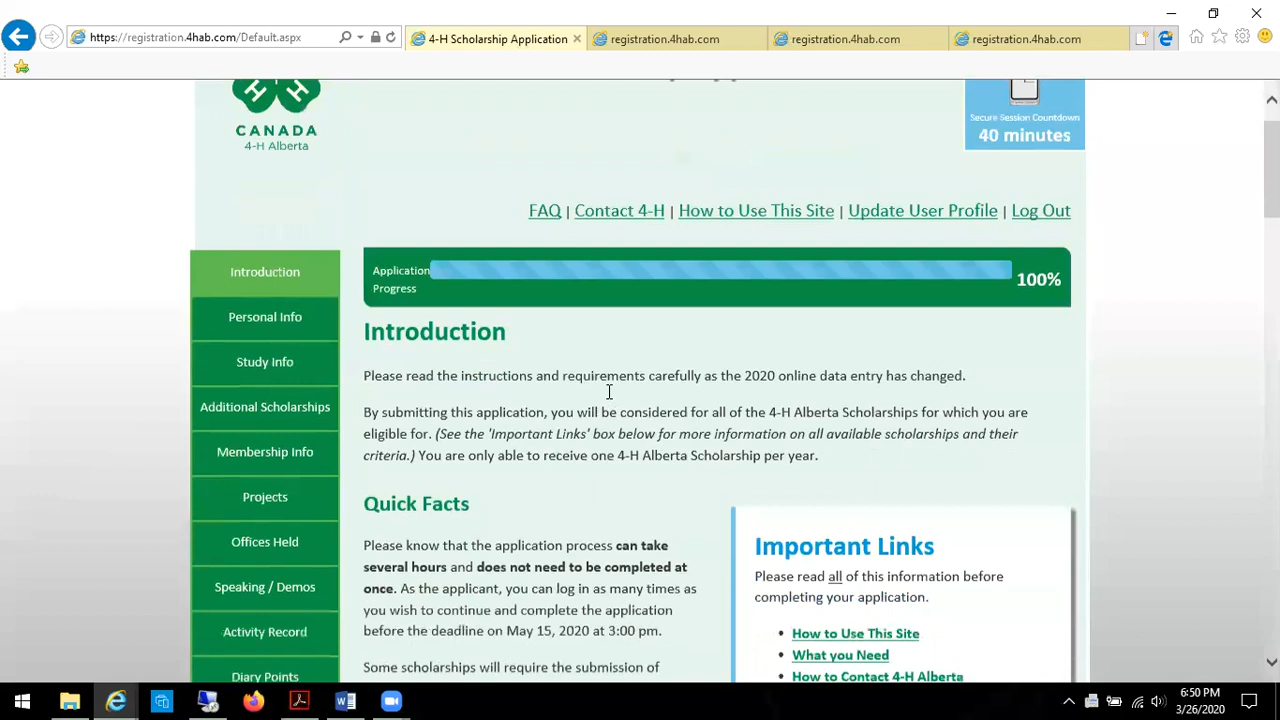 https://registration.4hab.com/Default.aspx
4-H Scholarship Application
registration.4hab.com
registration.4hab.com
registration.4hab.com
H H
CANADA
4-H Alberta
Secure Session Countdown
40 minutes
FAQ | Contact 4-H | How to Use This Site | Update User Profile | Log Out
Introduction
Personal Info
Study Info
Additional Scholarships
Membership Info
Projects
Offices Held
Speaking / Demos
Activity Record
Diary Points
Application
Progress
100%
Introduction
Please read the instructions and requirements carefully as the 2020 online data entry has changed.
By submitting this application, you will be considered for all of the 4-H Alberta Scholarships for which you are
eligible for. (See the 'Important Links' box below for more information on all available scholarships and their
criteria.) You are only able to receive one 4-H Alberta Scholarship per year.
Quick Facts
Please know that the application process can take
several hours and does not need to be completed at
once. As the applicant, you can log in as many times as
you wish to continue and complete the application
before the deadline on May 15, 2020 at 3:00 pm.
Some scholarships will require the submission of
Important Links
Please read all of this information before
completing your application.
• How to Use This Site
• What you Need
• How to Contact 4-H Alberta
6:50 PM
3/26/2020